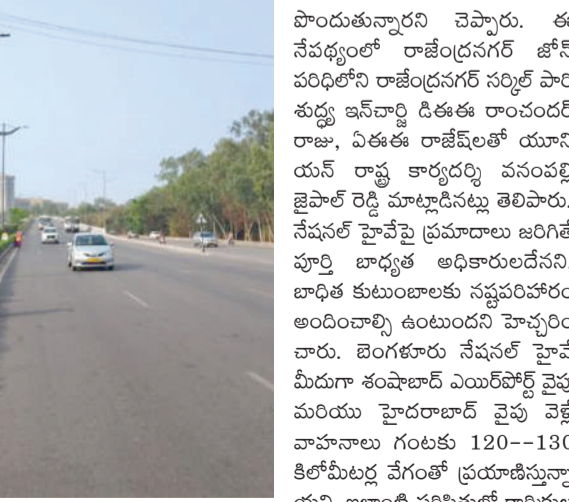 పొందుతున్నారని చెప్పారు. ఈ
నేపథ్యంలో రాజేంద్రనగర్ జోన్
పరిధిలోని రాజేంద్రనగర్ సర్కిల్ పారి
శుద్ధ్య ఇన్‌చార్జి డిఈఈ రాంచందర్
రాజు, ఏఈఈ రాజేష్‌లతో యూని
యన్ రాష్ట్ర కార్యదర్శి వనంపల్లి
జైపాల్ రెడ్డి మాట్లాడినట్లు తెలిపారు.
నేషనల్ హైవేపై ప్రమాదాలు జరిగితే
పూర్తి బాధ్యత అధికారులదేనని,
బాధిత కుటుంబాలకు నష్టపరిహారం
అందించాల్సి ఉంటుందని హెచ్చరిం
చారు. బెంగళూరు నేషనల్ హైవే
మీదుగా శంషాబాద్ ఎయిర్‌పోర్ట్ వైపు
మరియు హైదరాబాద్ వైపు వెళ్లే
వాహనాలు గంటకు 120--130
కిలోమీటర్ల వేగంతో ప్రయాణిస్తున్నా